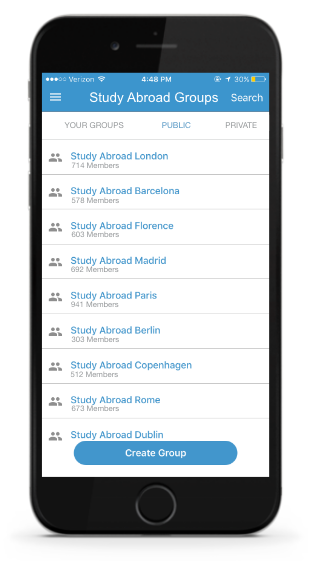 Verizon 4:48 PM 30%
Study Abroad Groups Search
YOUR GROUPS PUBLIC PRIVATE
Study Abroad London
714 Members
Study Abroad Barcelona
578 Members
Study Abroad Florence
603 Members
Study Abroad Madrid
692 Members
Study Abroad Paris
941 Members
Study Abroad Berlin
303 Members
Study Abroad Copenhagen
512 Members
Study Abroad Rome
673 Members
Study Abroad Dublin
Create Group